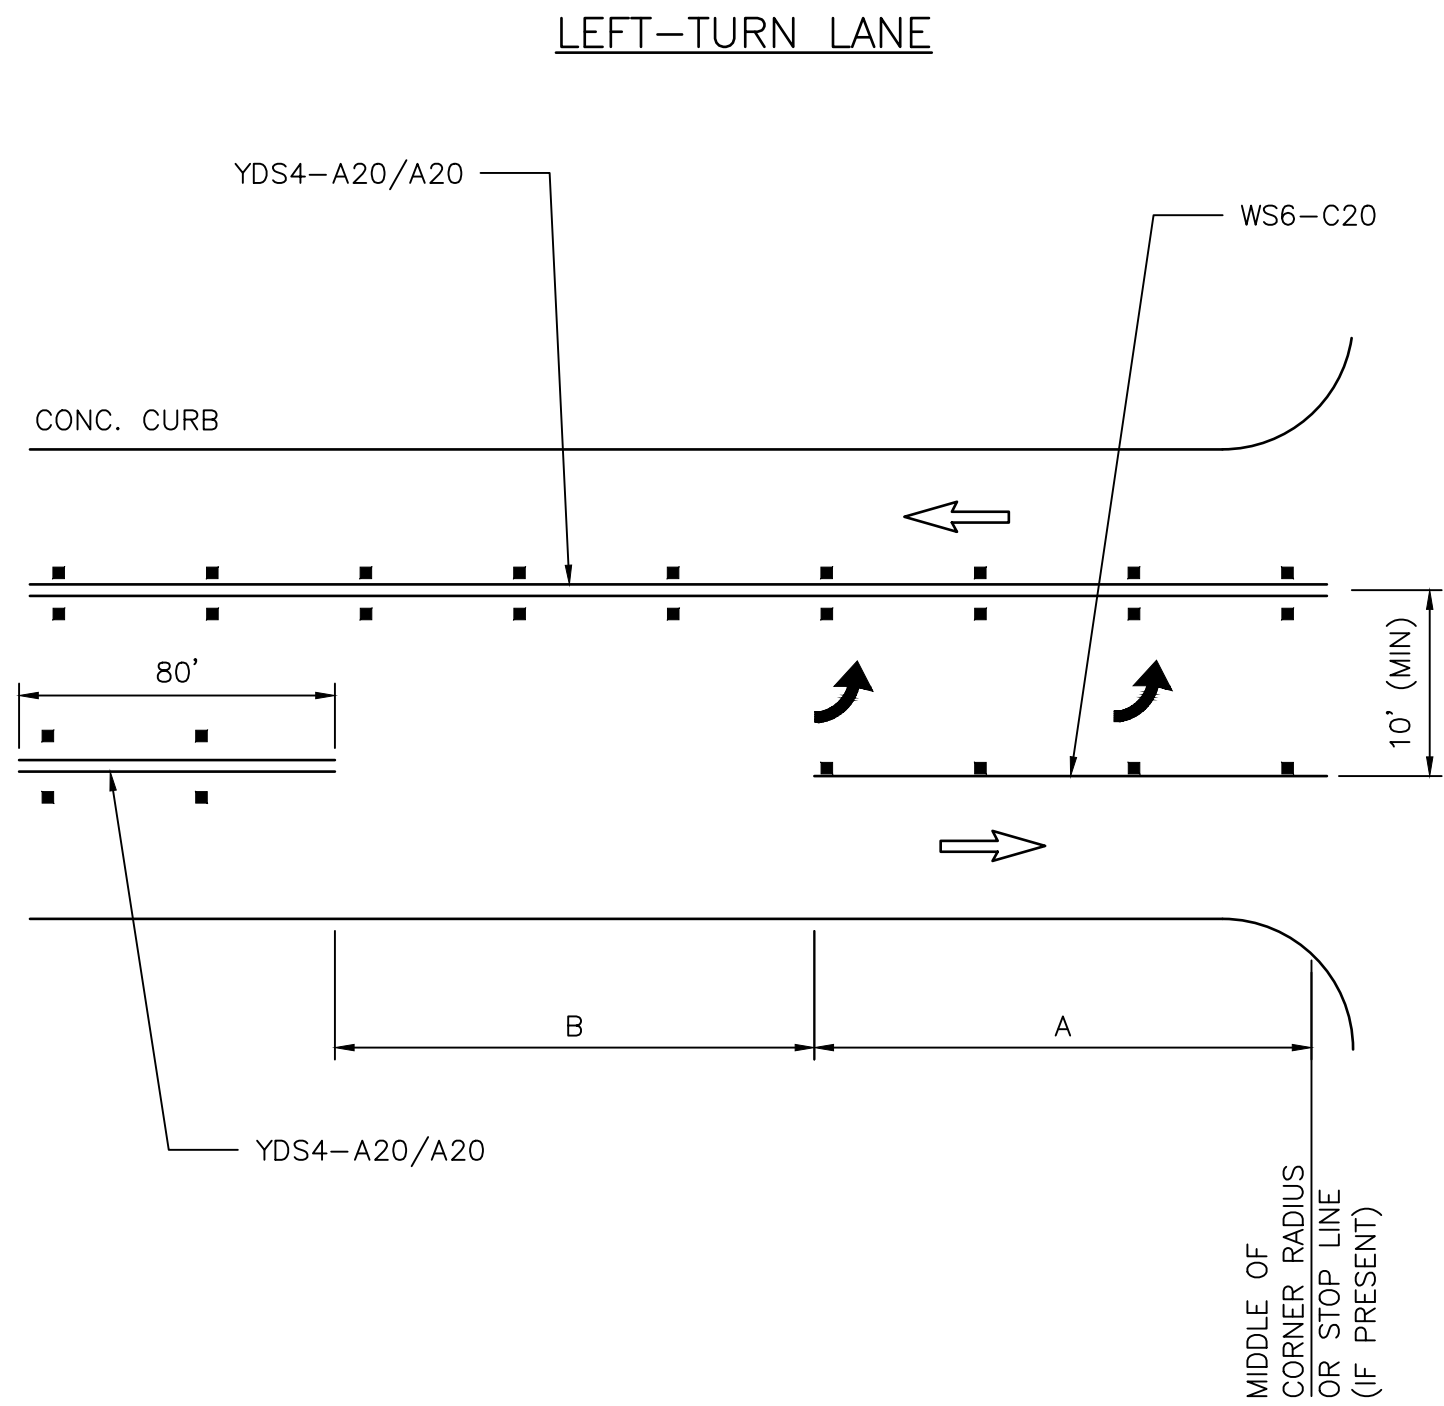 LEFT-TURN LANE
YDS4-A20/A20
WS6-C20
CONC. CURB
80'
10' (MIN)
B
A
YDS4-A20/A20
MIDDLE OF
CORNER RADIUS
OR STOP LINE
(IF PRESENT)